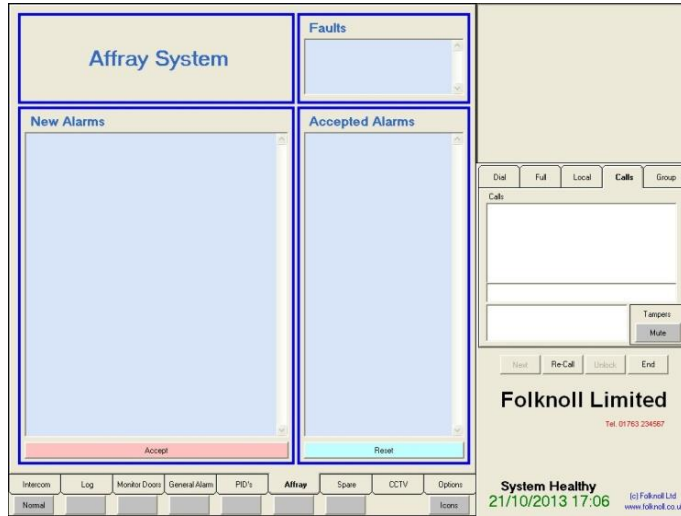 Affray System
Faults
New Alarms
Accepted Alarms
Accept
Reset
Dial Full Local Calls Group
Calls
Tampers
Mute
Next Re-Call Unlock End
Folknoll Limited
Tel. 01763 234567
Intercom Log Monitor Doors General Alarm PID's Affray Spare CCTV Options
Normal Icons
System Healthy
21/10/2013 17:06
(c) Folknoll Ltd
www.folknoll.co.u